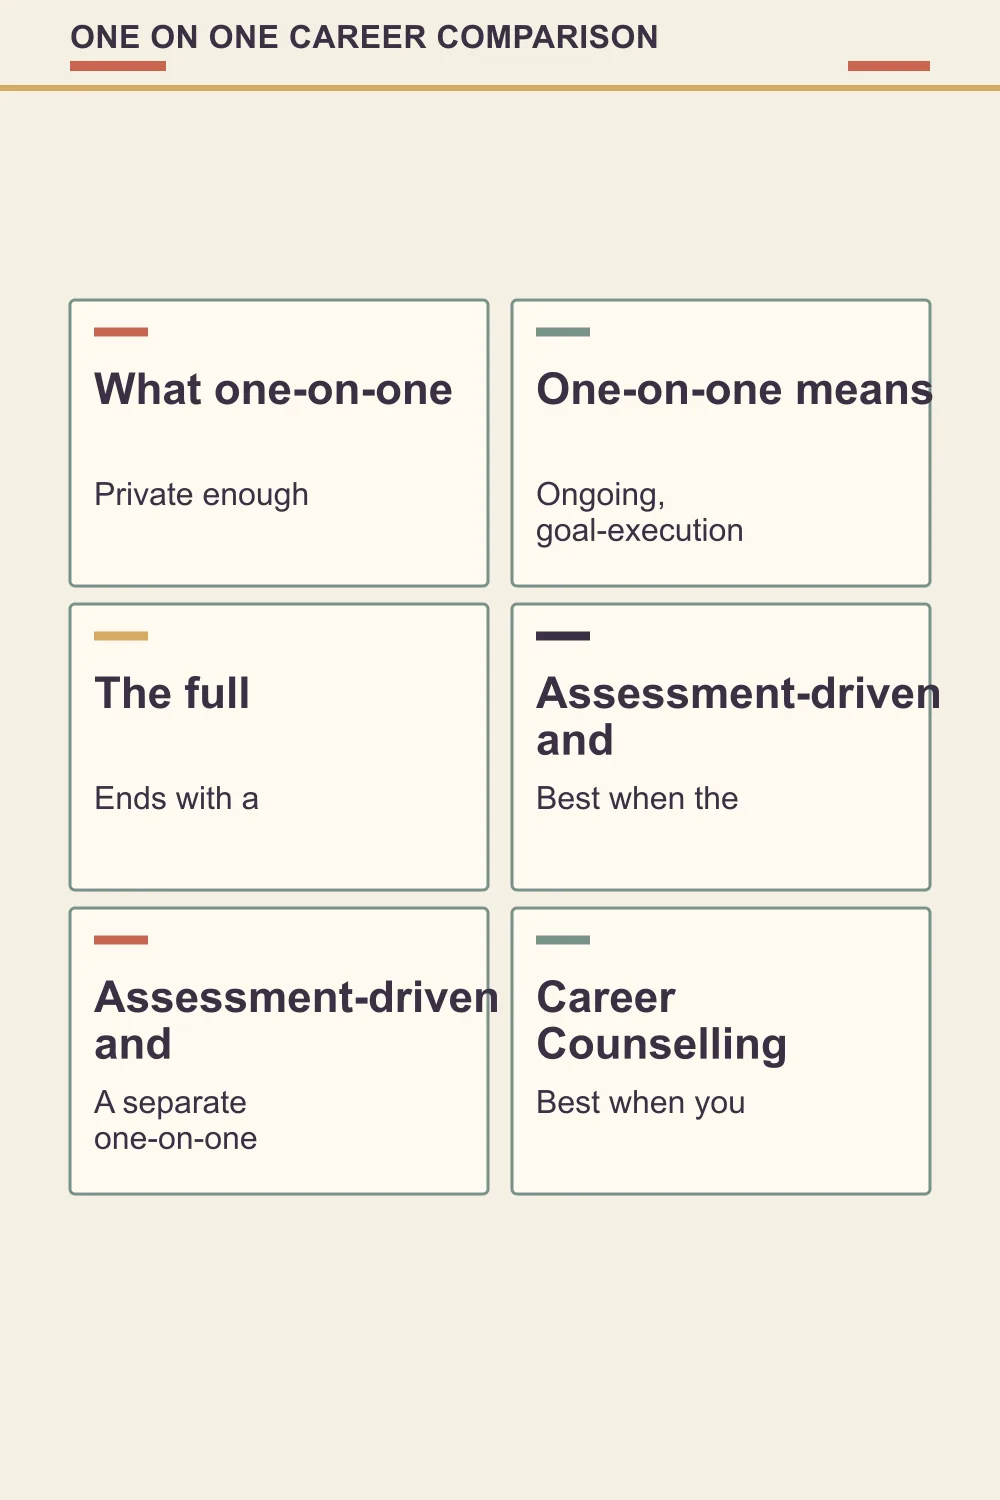 ONE ON ONE CAREER COMPARISON
What one-on-one
Private enough
One-on-one means
Ongoing,
goal-execution
The full
Ends with a
Assessment-driven
and
Best when the
Assessment-driven
and
A separate
one-on-one
Career
Counselling
Best when you